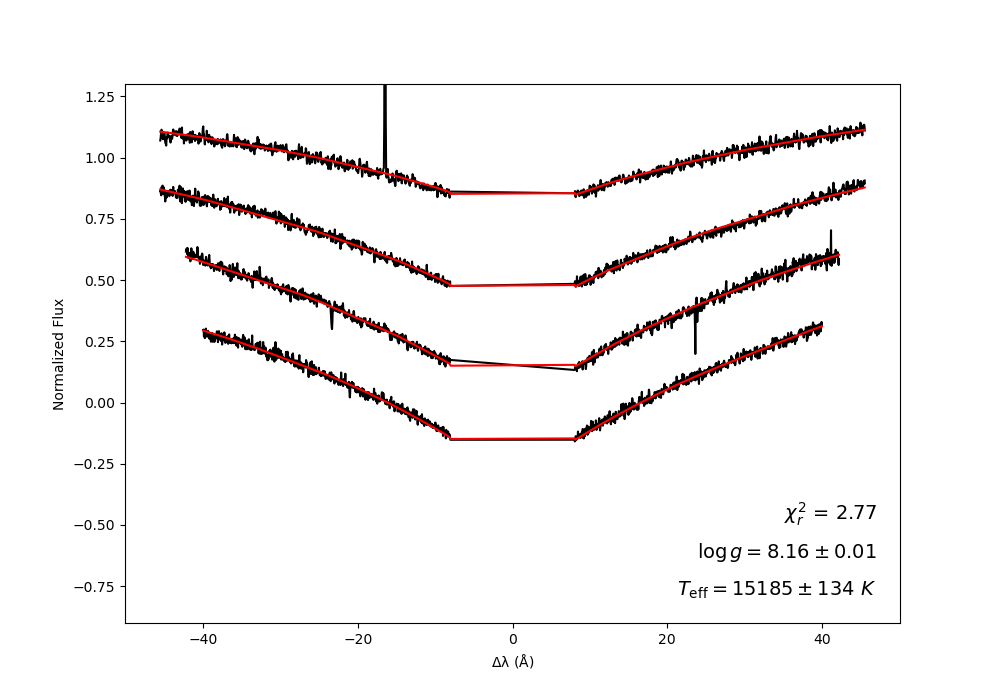 1.25
1.00
0.75
0.50
0.25
0.00
−0.25
−0.50
−0.75
Normalized Flux
χ²ᵣ = 2.77
log g = 8.16 ± 0.01
T_eff = 15185 ± 134 K
−40
−20
0
20
40
Δλ (Å)